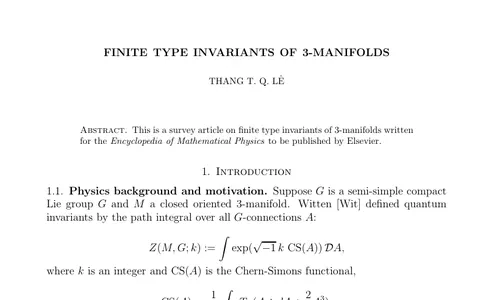 FINITE TYPE INVARIANTS OF 3-MANIFOLDS
THANG T. Q. LÊ
Abstract. This is a survey article on finite type invariants of 3-manifolds written
for the Encyclopedia of Mathematical Physics to be published by Elsevier.
1. Introduction
1.1. Physics background and motivation. Suppose G is a semi-simple compact
Lie group G and M a closed oriented 3-manifold. Witten [Wit] defined quantum
invariants by the path integral over all G-connections A:
Z(M, G; k) := ∫ exp(√−1 k CS(A)) 𝒟A,
where k is an integer and CS(A) is the Chern-Simons functional,